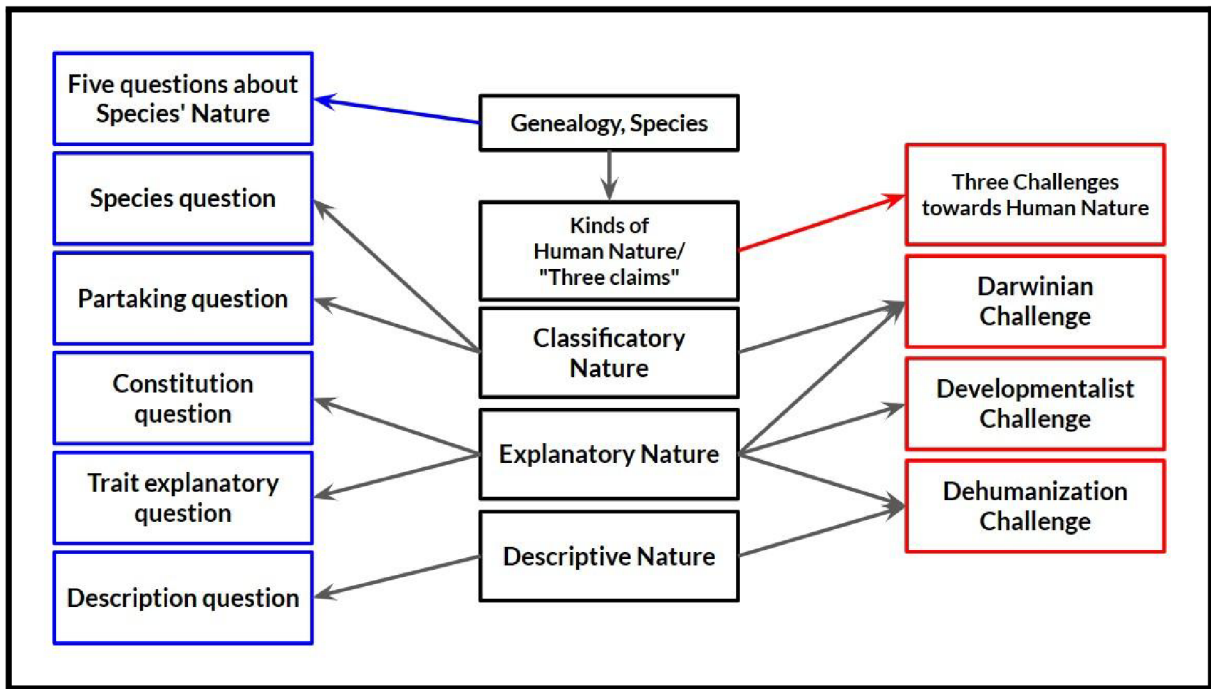 Five questions about
Species' Nature
Species question
Partaking question
Constitution
question
Trait explanatory
question
Description question
Genealogy, Species
Kinds of
Human Nature/
"Three claims"
Classificatory
Nature
Explanatory Nature
Descriptive Nature
Three Challenges
towards Human Nature
Darwinian
Challenge
Developmentalist
Challenge
Dehumanization
Challenge